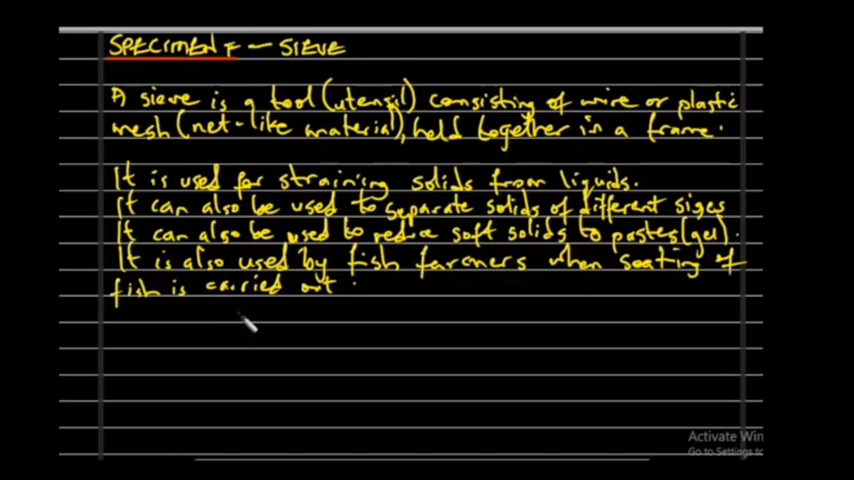 SPECIMEN F - SIEVE
A sieve is a tool (utensil) consisting of wire or plastic
mesh (net-like material), held together in a frame.
It is used for straining solids from liquids.
It can also be used to separate solids of different sizes
It can also be used to reduce soft solids to pastes (gel).
It is also used by fish farmers when seating of
fish is carried out.
Activate Win
Go to Settings to